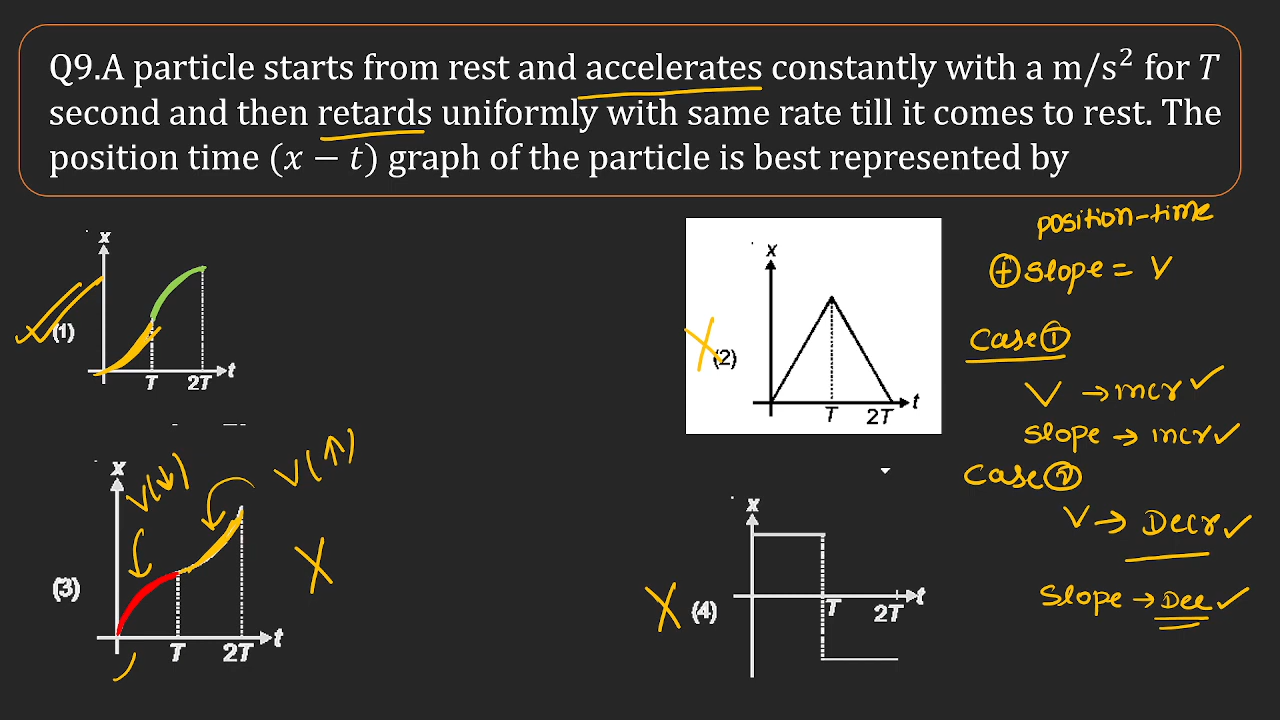 Q9.A particle starts from rest and accelerates constantly with a m/s² for T
second and then retards uniformly with same rate till it comes to rest. The
position time (x − t) graph of the particle is best represented by
position-time
⊕ slope = V
x
(1)
T
2T
t
x
(2)
T
2T
t
Case ①
V → incr ✓
slope → incr ✓
Case ②
V → Decr ✓
Slope → Dec ✓
x
V(↓)
V(↑)
(3)
T
2T
t
X
x
X
(4)
T
2T
t